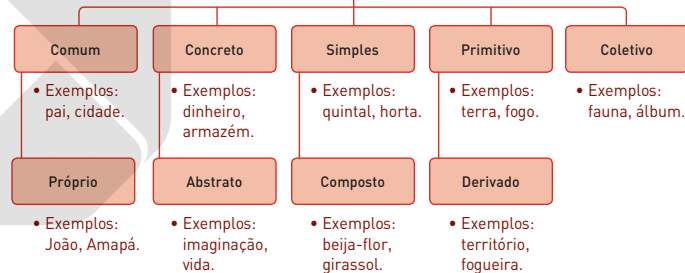 Comum
Concreto
Simples
Primitivo
Coletivo
• Exemplos:
pai, cidade.
• Exemplos:
dinheiro,
armazém.
• Exemplos:
quintal, horta.
• Exemplos:
terra, fogo.
• Exemplos:
fauna, álbum.
Próprio
Abstrato
Composto
Derivado
• Exemplos:
João, Amapá.
• Exemplos:
imaginação,
vida.
• Exemplos:
beija-flor,
girassol.
• Exemplos:
território,
fogueira.